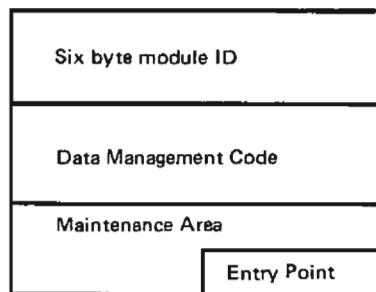 Six byte module ID
Data Management Code
Maintenance Area
Entry Point